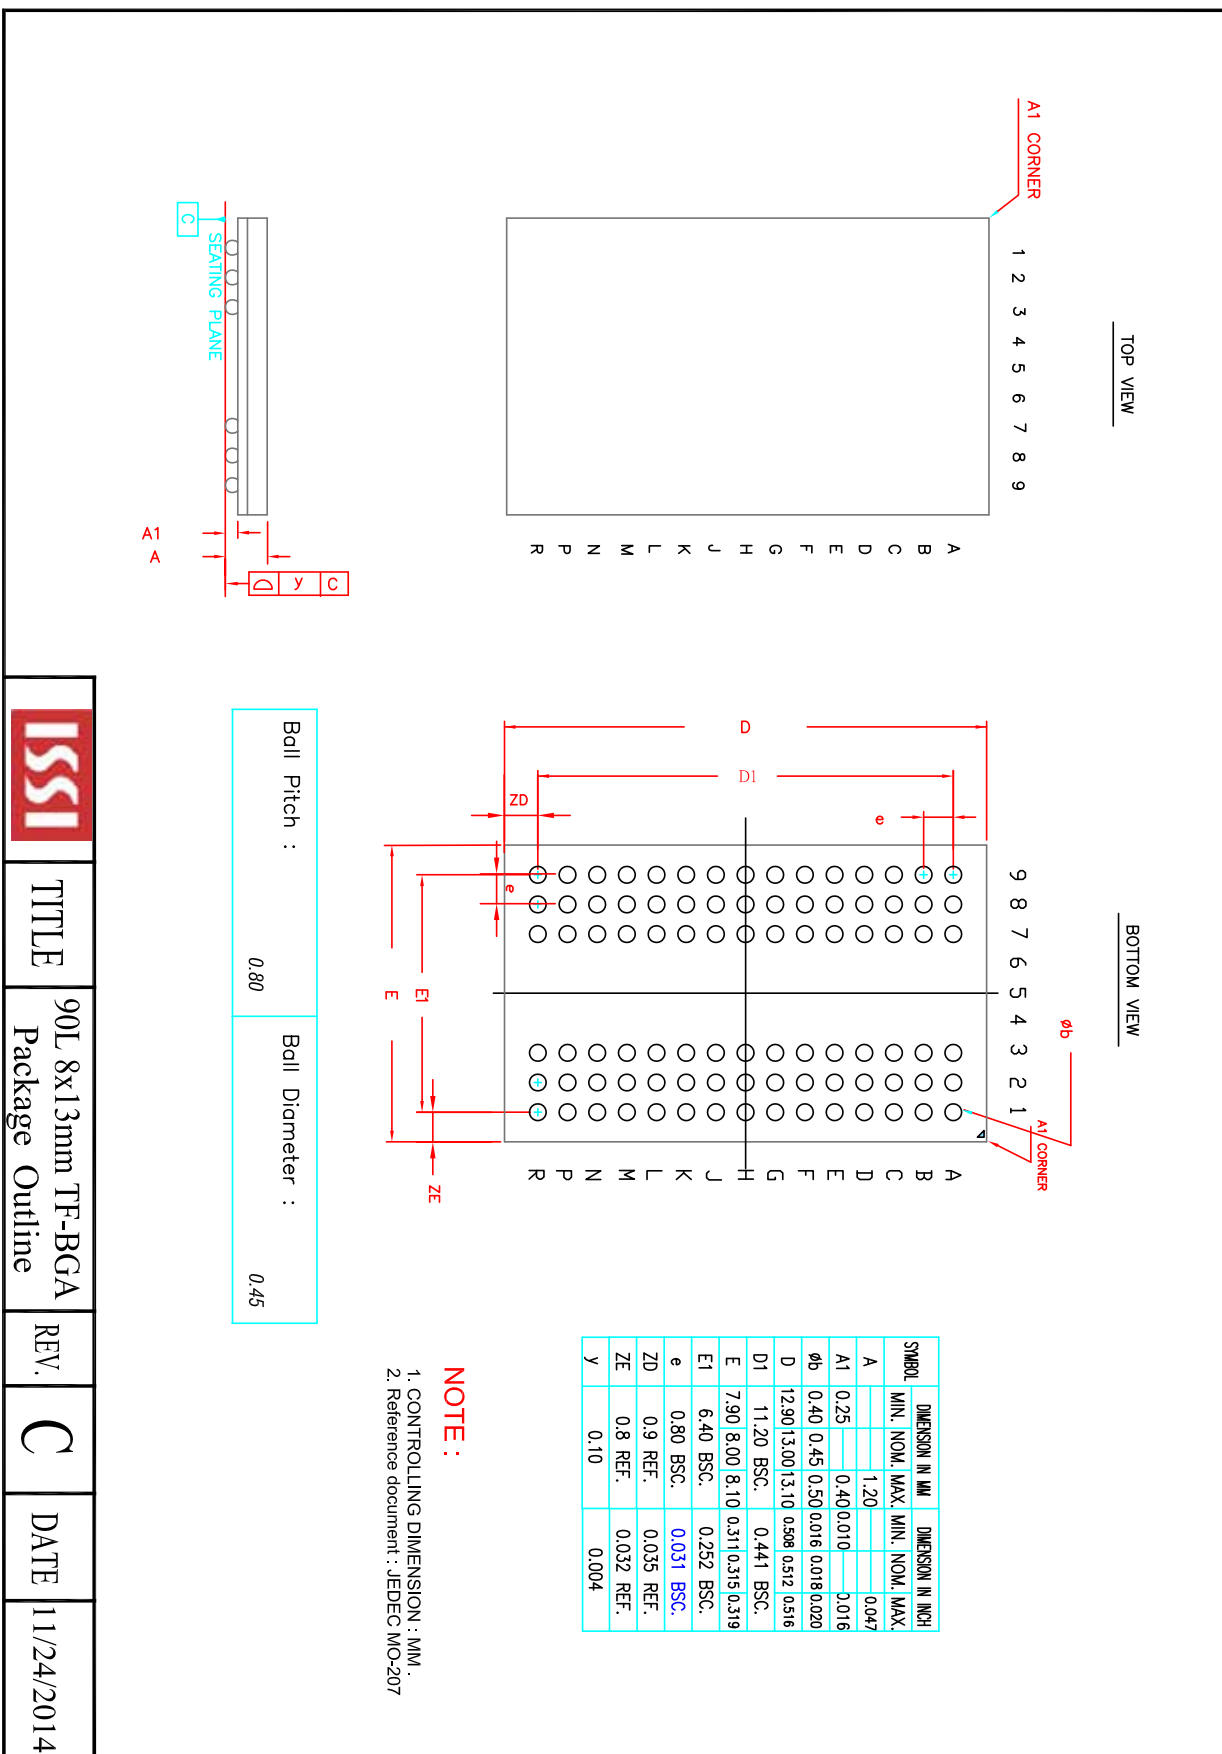 TOP VIEW
A1 CORNER
1 2 3 4 5 6 7 8 9
A
B
C
D
E
F
G
H
J
K
L
M
N
P
R
C
SEATING PLANE
A1
A
y C
BOTTOM VIEW
Øb
A1 CORNER
9 8 7 6 5 4 3 2 1
A
B
C
D
E
F
G
H
J
K
L
M
N
P
R
D
D1
ZD
e
e
E1
E
ZE
SYMBOL DIMENSION IN MM DIMENSION IN INCH
MIN. NOM. MAX. MIN. NOM. MAX.
A 1.20 0.047
A1 0.25 0.40 0.010 0.016
Øb 0.40 0.45 0.50 0.016 0.018 0.020
D 12.90 13.00 13.10 0.508 0.512 0.516
D1 11.20 BSC. 0.441 BSC.
E 7.90 8.00 8.10 0.311 0.315 0.319
E1 6.40 BSC. 0.252 BSC.
e 0.80 BSC. 0.031 BSC.
ZD 0.9 REF. 0.035 REF.
ZE 0.8 REF. 0.032 REF.
y 0.10 0.004
NOTE :
1. CONTROLLING DIMENSION : MM .
2. Reference document : JEDEC MO-207
Ball Pitch : 0.80
Ball Diameter : 0.45
ISSI
TITLE
90L 8x13mm TF-BGA
Package Outline
REV.
C
DATE
11/24/2014